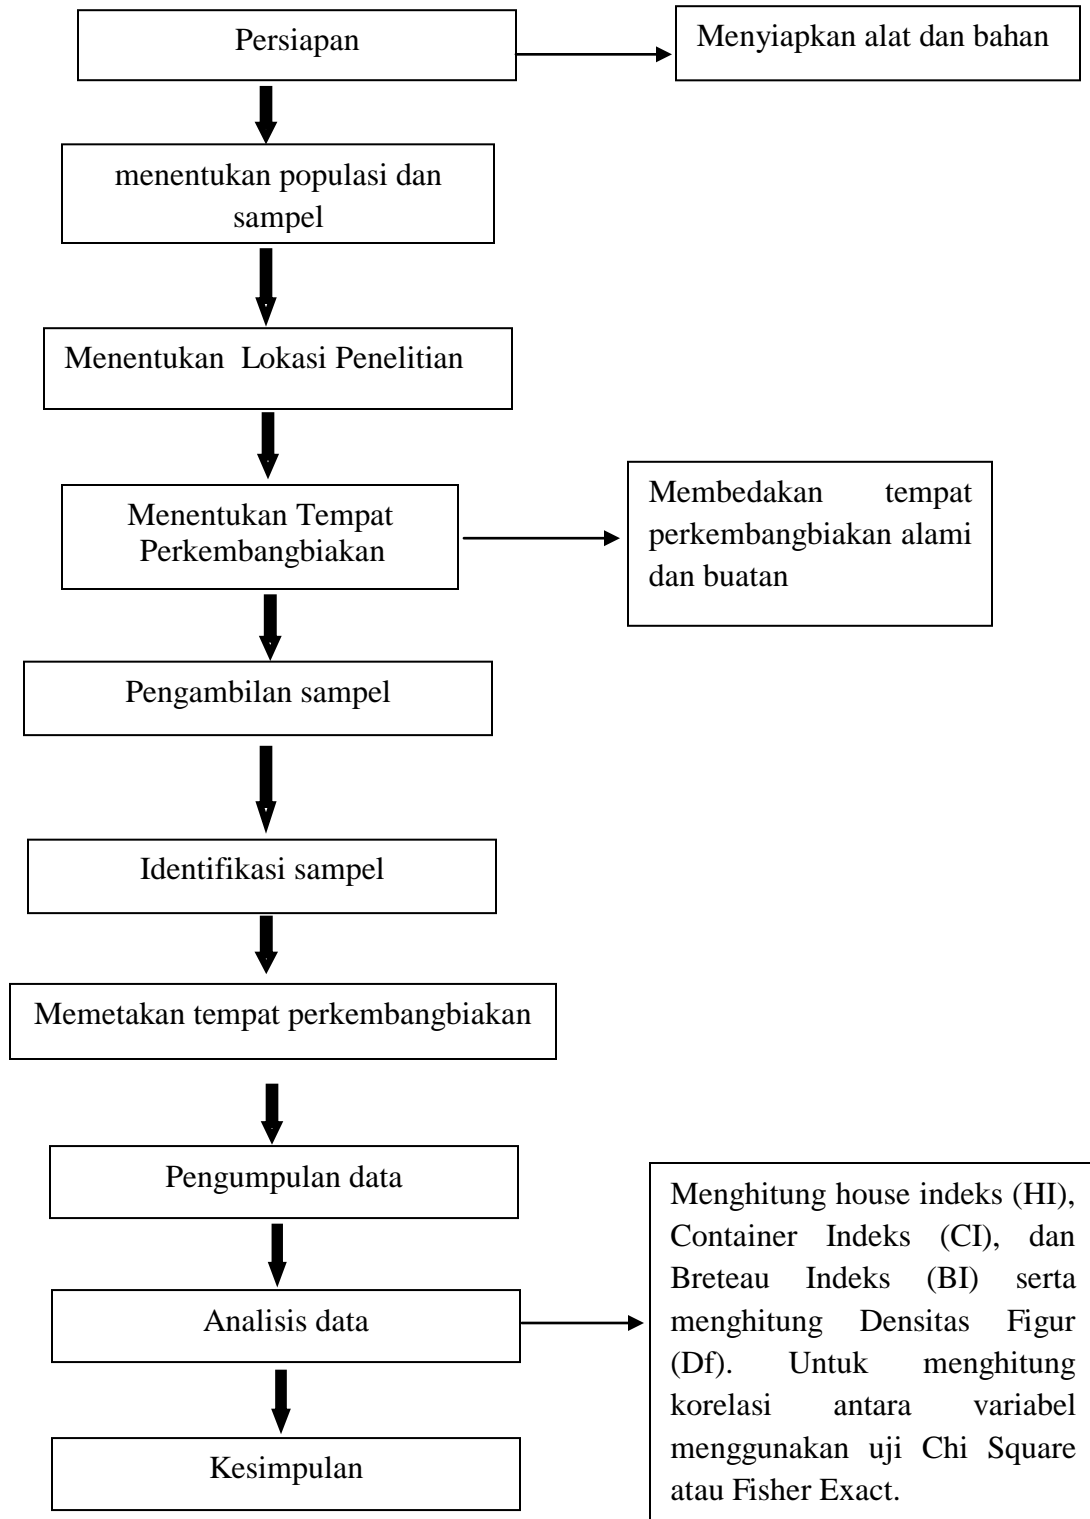 Persiapan
Menyiapkan alat dan bahan
menentukan populasi dan
sampel
Menentukan Lokasi Penelitian
Menentukan Tempat
Perkembangbiakan
Membedakan tempat
perkembangbiakan alami
dan buatan
Pengambilan sampel
Identifikasi sampel
Memetakan tempat perkembangbiakan
Pengumpulan data
Analisis data
Menghitung house indeks (HI),
Container Indeks (CI), dan
Breteau Indeks (BI) serta
menghitung Densitas Figur
(Df). Untuk menghitung
korelasi antara variabel
menggunakan uji Chi Square
atau Fisher Exact.
Kesimpulan